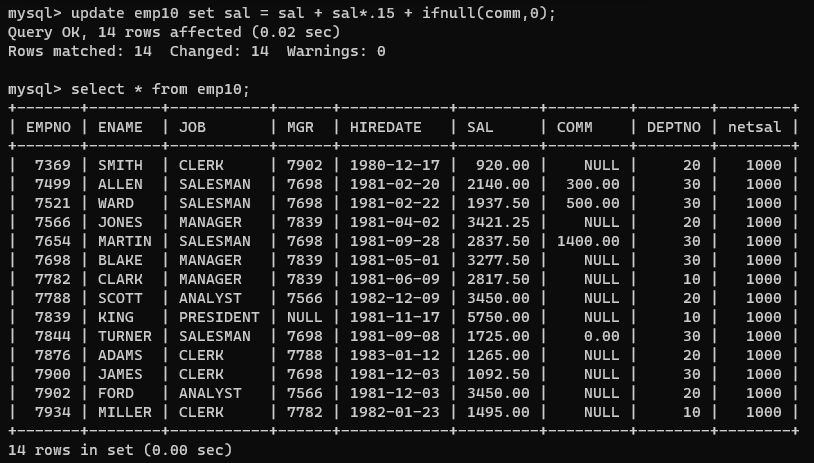 mysql> update emp10 set sal = sal + sal*.15 + ifnull(comm,0);
Query OK, 14 rows affected (0.02 sec)
Rows matched: 14  Changed: 14  Warnings: 0

mysql> select * from emp10;
+-------+--------+-----------+------+------------+---------+---------+--------+--------+
| EMPNO | ENAME  | JOB       | MGR  | HIREDATE   | SAL     | COMM    | DEPTNO | netsal |
+-------+--------+-----------+------+------------+---------+---------+--------+--------+
|  7369 | SMITH  | CLERK     | 7902 | 1980-12-17 |  920.00 |    NULL |     20 |   1000 |
|  7499 | ALLEN  | SALESMAN  | 7698 | 1981-02-20 | 2140.00 |  300.00 |     30 |   1000 |
|  7521 | WARD   | SALESMAN  | 7698 | 1981-02-22 | 1937.50 |  500.00 |     30 |   1000 |
|  7566 | JONES  | MANAGER   | 7839 | 1981-04-02 | 3421.25 |    NULL |     20 |   1000 |
|  7654 | MARTIN | SALESMAN  | 7698 | 1981-09-28 | 2837.50 | 1400.00 |     30 |   1000 |
|  7698 | BLAKE  | MANAGER   | 7839 | 1981-05-01 | 3277.50 |    NULL |     30 |   1000 |
|  7782 | CLARK  | MANAGER   | 7839 | 1981-06-09 | 2817.50 |    NULL |     10 |   1000 |
|  7788 | SCOTT  | ANALYST   | 7566 | 1982-12-09 | 3450.00 |    NULL |     20 |   1000 |
|  7839 | KING   | PRESIDENT | NULL | 1981-11-17 | 5750.00 |    NULL |     10 |   1000 |
|  7844 | TURNER | SALESMAN  | 7698 | 1981-09-08 | 1725.00 |    0.00 |     30 |   1000 |
|  7876 | ADAMS  | CLERK     | 7788 | 1983-01-12 | 1265.00 |    NULL |     20 |   1000 |
|  7900 | JAMES  | CLERK     | 7698 | 1981-12-03 | 1092.50 |    NULL |     30 |   1000 |
|  7902 | FORD   | ANALYST   | 7566 | 1981-12-03 | 3450.00 |    NULL |     20 |   1000 |
|  7934 | MILLER | CLERK     | 7782 | 1982-01-23 | 1495.00 |    NULL |     10 |   1000 |
+-------+--------+-----------+------+------------+---------+---------+--------+--------+
14 rows in set (0.00 sec)